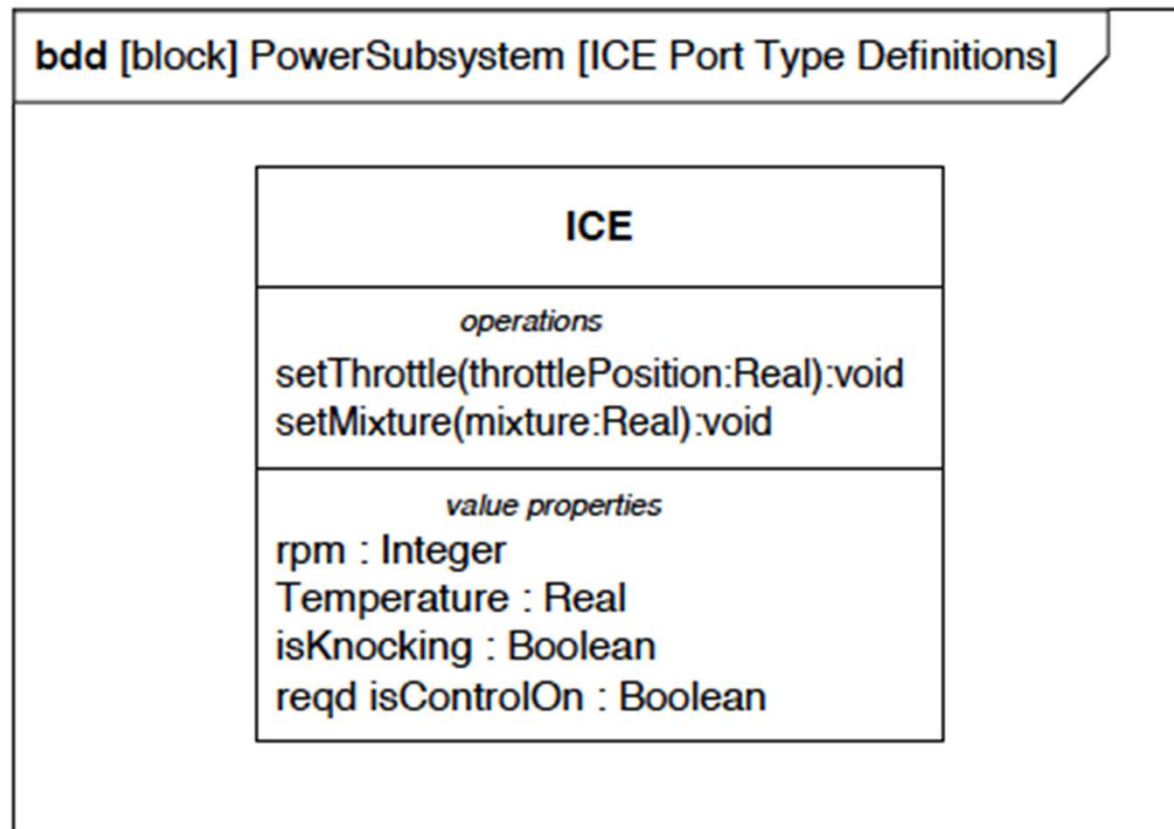 bdd [block] PowerSubsystem [ICE Port Type Definitions]
ICE
operations
setThrottle(throttlePosition:Real):void
setMixture(mixture:Real):void
value properties
rpm : Integer
Temperature : Real
isKnocking : Boolean
reqd isControlOn : Boolean